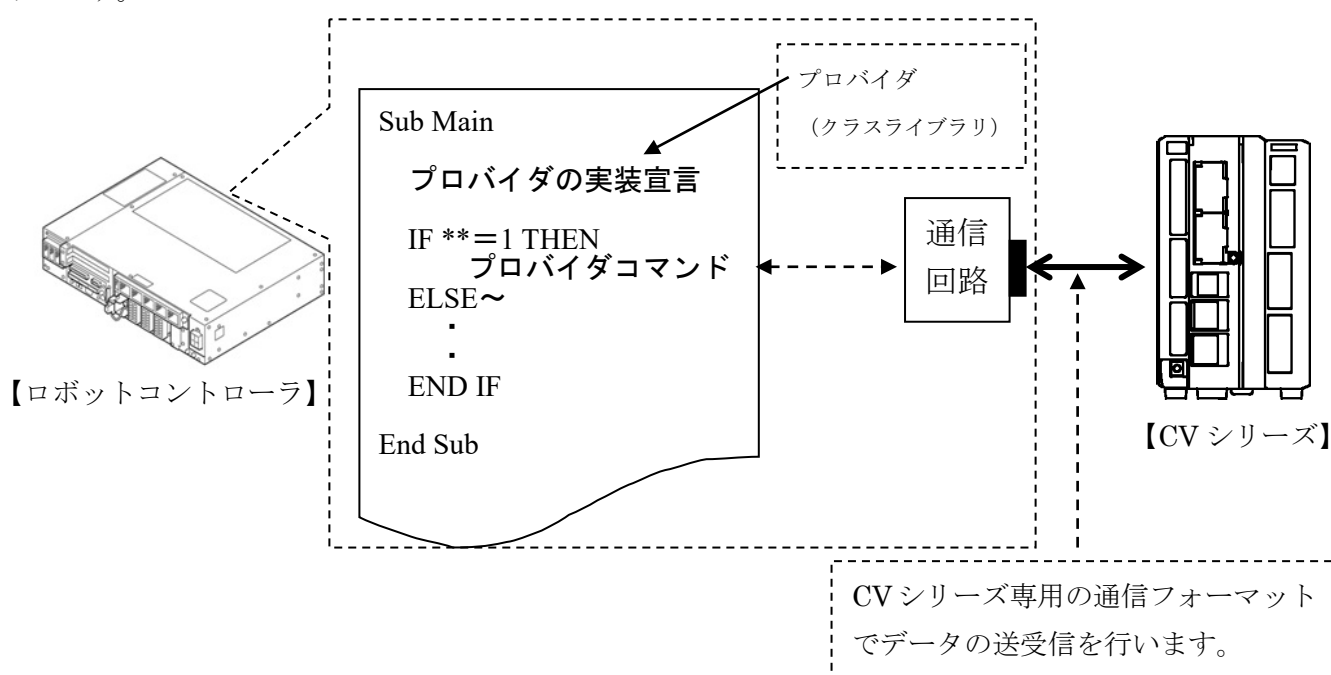 プロバイダ
（クラスライブラリ）
Sub Main
プロバイダの実装宣言
IF **＝1 THEN
プロバイダコマンド
ELSE～
・
・
END IF
End Sub
通信
回路
【ロボットコントローラ】
【CV シリーズ】
CV シリーズ専用の通信フォーマット
でデータの送受信を行います。